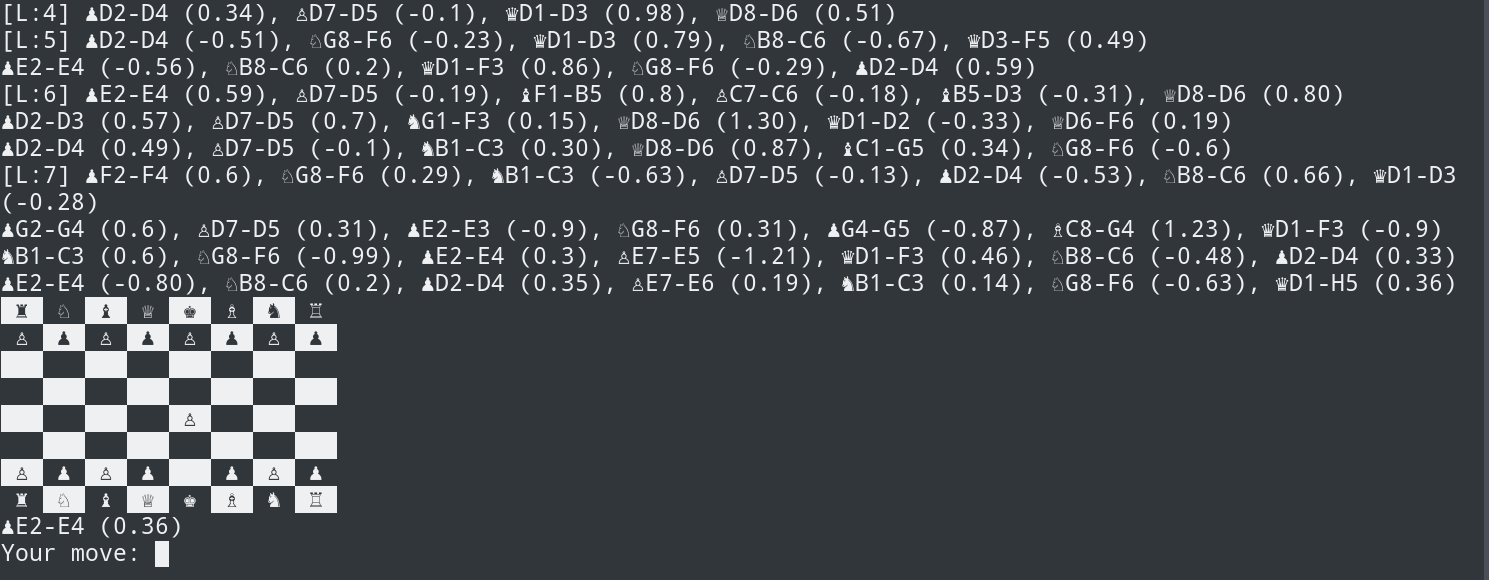 [L:4] ♟D2-D4 (0.34), ♙D7-D5 (-0.1), ♛D1-D3 (0.98), ♕D8-D6 (0.51)
[L:5] ♟D2-D4 (-0.51), ♘G8-F6 (-0.23), ♛D1-D3 (0.79), ♘B8-C6 (-0.67), ♛D3-F5 (0.49)
♟E2-E4 (-0.56), ♘B8-C6 (0.2), ♛D1-F3 (0.86), ♘G8-F6 (-0.29), ♟D2-D4 (0.59)
[L:6] ♟E2-E4 (0.59), ♙D7-D5 (-0.19), ♝F1-B5 (0.8), ♙C7-C6 (-0.18), ♝B5-D3 (-0.31), ♕D8-D6 (0.80)
♟D2-D3 (0.57), ♙D7-D5 (0.7), ♞G1-F3 (0.15), ♕D8-D6 (1.30), ♛D1-D2 (-0.33), ♕D6-F6 (0.19)
♟D2-D4 (0.49), ♙D7-D5 (-0.1), ♞B1-C3 (0.30), ♕D8-D6 (0.87), ♝C1-G5 (0.34), ♘G8-F6 (-0.6)
[L:7] ♟F2-F4 (0.6), ♘G8-F6 (0.29), ♞B1-C3 (-0.63), ♙D7-D5 (-0.13), ♟D2-D4 (-0.53), ♘B8-C6 (0.66), ♛D1-D3
(-0.28)
♟G2-G4 (0.6), ♙D7-D5 (0.31), ♟E2-E3 (-0.9), ♘G8-F6 (0.31), ♟G4-G5 (-0.87), ♗C8-G4 (1.23), ♛D1-F3 (-0.9)
♞B1-C3 (0.6), ♘G8-F6 (-0.99), ♟E2-E4 (0.3), ♙E7-E5 (-1.21), ♛D1-F3 (0.46), ♘B8-C6 (-0.48), ♟D2-D4 (0.33)
♟E2-E4 (-0.80), ♘B8-C6 (0.2), ♟D2-D4 (0.35), ♙E7-E6 (0.19), ♞B1-C3 (0.14), ♘G8-F6 (-0.63), ♛D1-H5 (0.36)
♜ ♘ ♝ ♕ ♚ ♗ ♞ ♖
♙ ♟ ♙ ♟ ♙ ♟ ♙ ♟
♙
♙ ♟ ♙ ♟ ♟ ♙ ♟
♜ ♘ ♝ ♕ ♚ ♗ ♞ ♖
♟E2-E4 (0.36)
Your move: